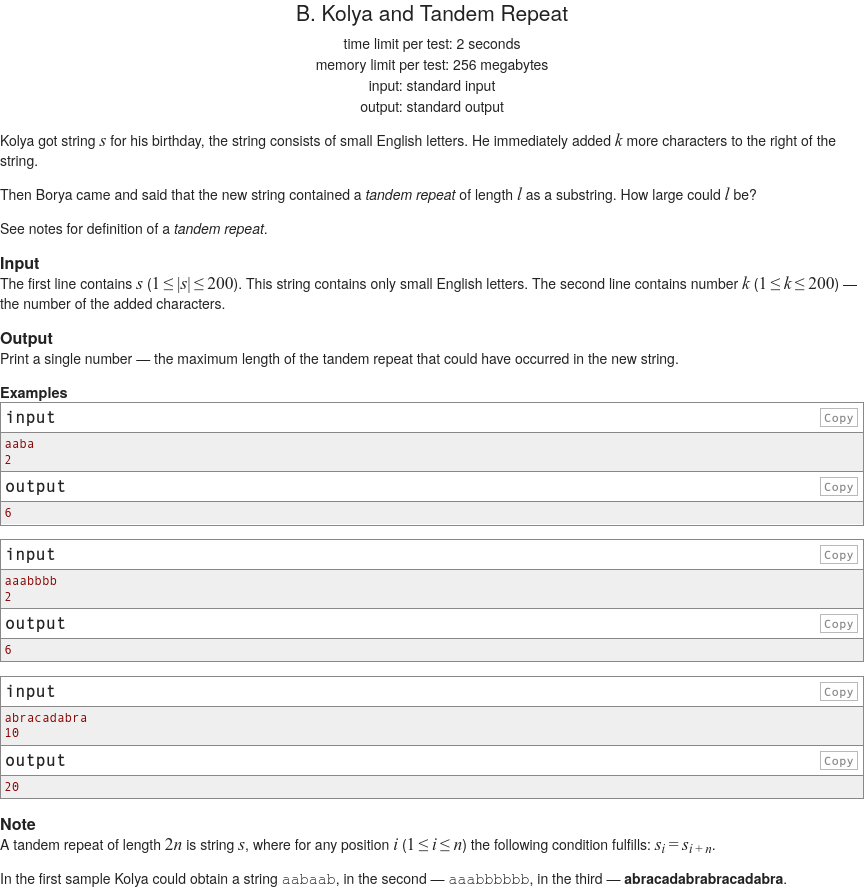 B. Kolya and Tandem Repeat
time limit per test: 2 seconds
memory limit per test: 256 megabytes
input: standard input
output: standard output
Kolya got string s for his birthday, the string consists of small English letters. He immediately added k more characters to the right of the
string.
Then Borya came and said that the new string contained a tandem repeat of length l as a substring. How large could l be?
See notes for definition of a tandem repeat.
Input
The first line contains s (1 ≤ |s| ≤ 200). This string contains only small English letters. The second line contains number k (1 ≤ k ≤ 200) —
the number of the added characters.
Output
Print a single number — the maximum length of the tandem repeat that could have occurred in the new string.
Examples
input Copy
aaba
2
output Copy
6
input Copy
aaabbbb
2
output Copy
6
input Copy
abracadabra
10
output Copy
20
Note
A tandem repeat of length 2n is string s, where for any position i (1 ≤ i ≤ n) the following condition fulfills: s_i = s_{i + n}.
In the first sample Kolya could obtain a string aabaab, in the second — aaabbbbbb, in the third — abracadabrabracadabra.